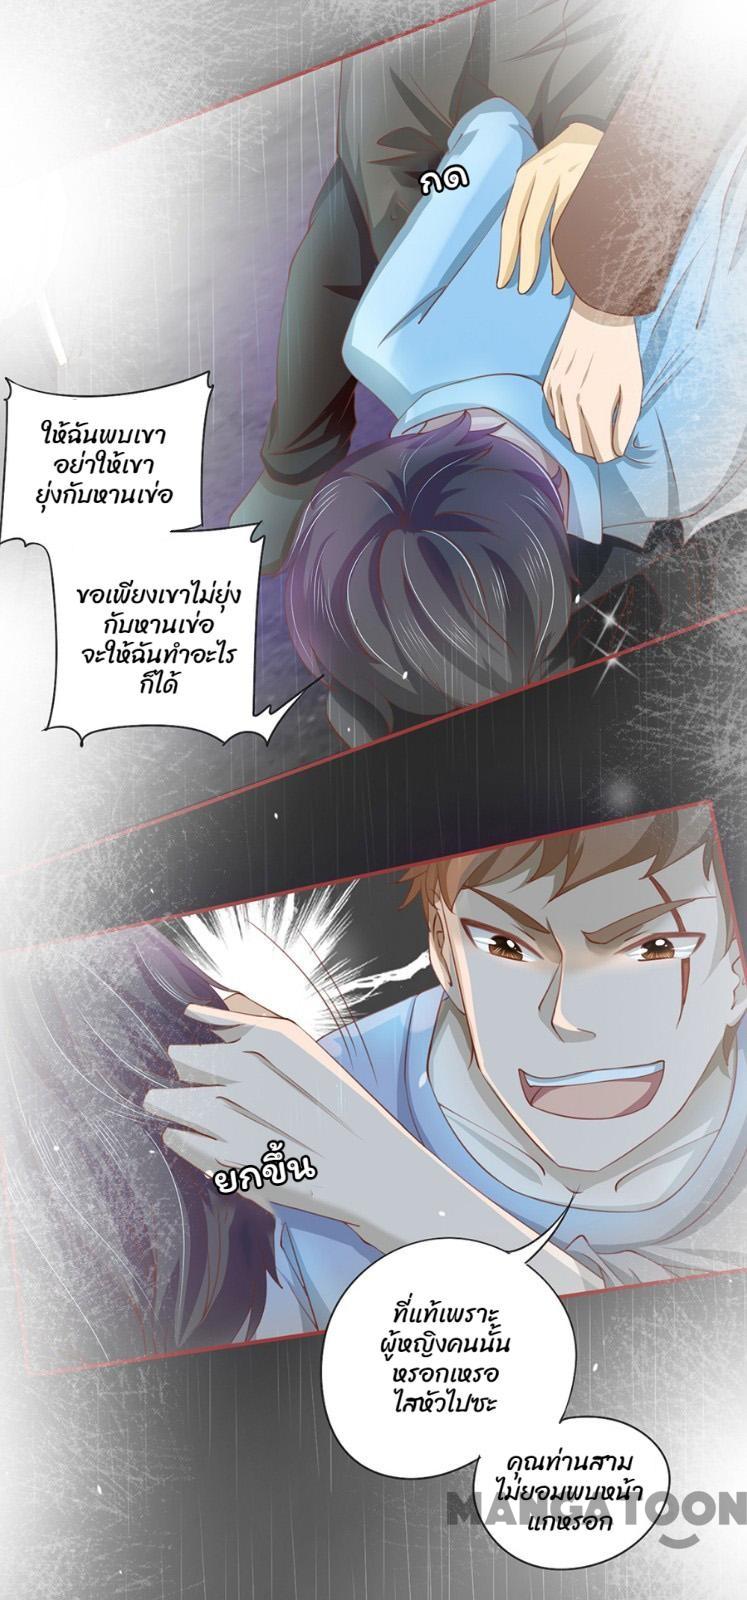 กด
ให้ฉันพบเขา
อย่าให้เขา
ยุ่งกับหานเข่อ
ขอเพียงเขาไม่ยุ่ง
กับหานเข่อ
จะให้ฉันทำอะไร
ก็ได้
ยกขึ้น
ที่แท้เพราะ
ผู้หญิงคนนั้น
หรอกเหรอ
ไสหัวไปซะ
คุณท่านสาม
ไม่ยอมพบหน้า
แกหรอก
MANGATOON